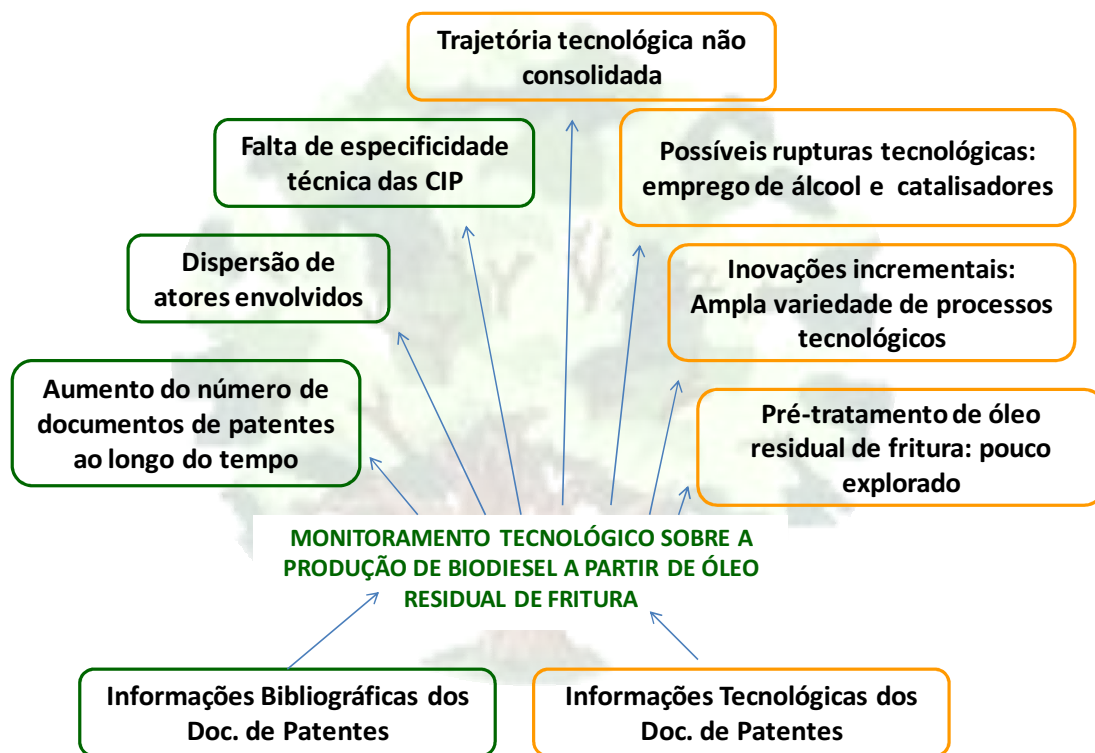 Trajetória tecnológica não
consolidada
Falta de especificidade
técnica das CIP
Possíveis rupturas tecnológicas:
emprego de álcool e catalisadores
Dispersão de
atores envolvidos
Inovações incrementais:
Ampla variedade de processos
tecnológicos
Aumento do número de
documentos de patentes
ao longo do tempo
Pré-tratamento de óleo
residual de fritura: pouco
explorado
MONITORAMENTO TECNOLÓGICO SOBRE A
PRODUÇÃO DE BIODIESEL A PARTIR DE ÓLEO
RESIDUAL DE FRITURA
Informações Bibliográficas dos
Doc. de Patentes
Informações Tecnológicas dos
Doc. de Patentes